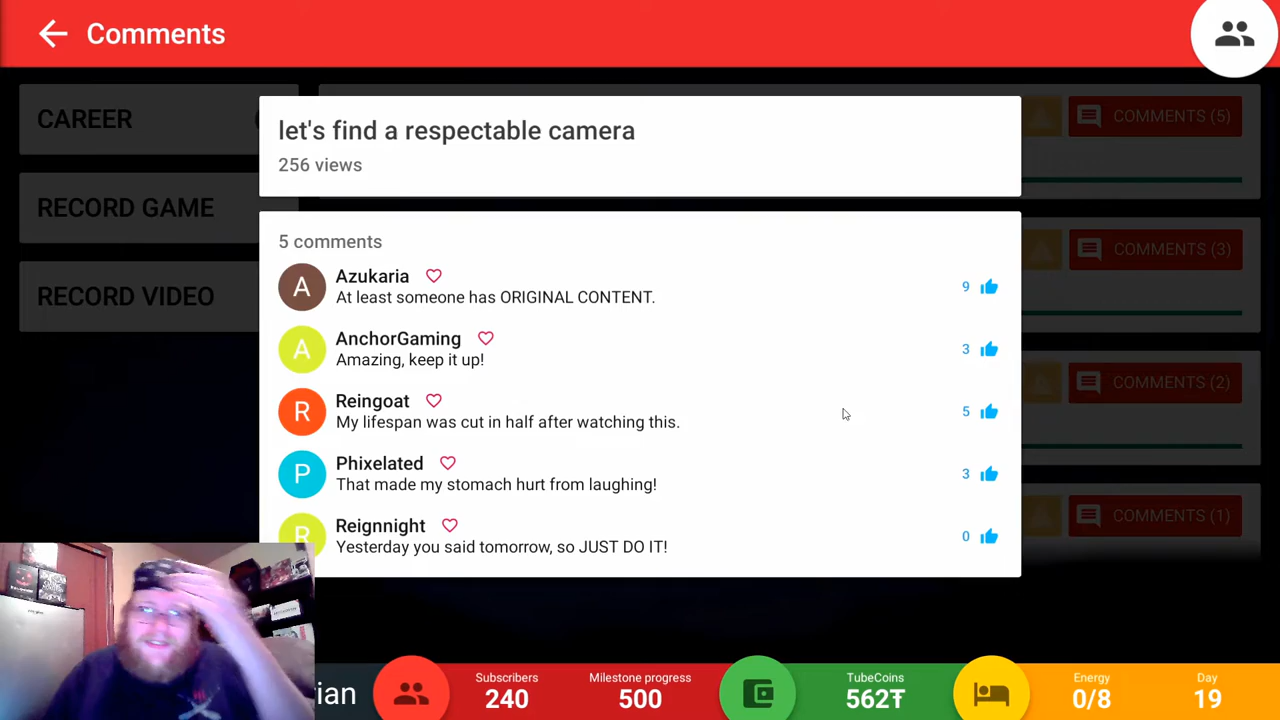 Comments
CAREER
RECORD GAME
RECORD VIDEO
COMMENTS (5)
COMMENTS (3)
COMMENTS (2)
COMMENTS (1)
let's find a respectable camera
256 views
5 comments
A
Azukaria
At least someone has ORIGINAL CONTENT.
9
A
AnchorGaming
Amazing, keep it up!
3
R
Reingoat
My lifespan was cut in half after watching this.
5
P
Phixelated
That made my stomach hurt from laughing!
3
R
Reignnight
Yesterday you said tomorrow, so JUST DO IT!
0
ian
Subscribers
240
Milestone progress
500
TubeCoins
562Ŧ
Energy
0/8
Day
19